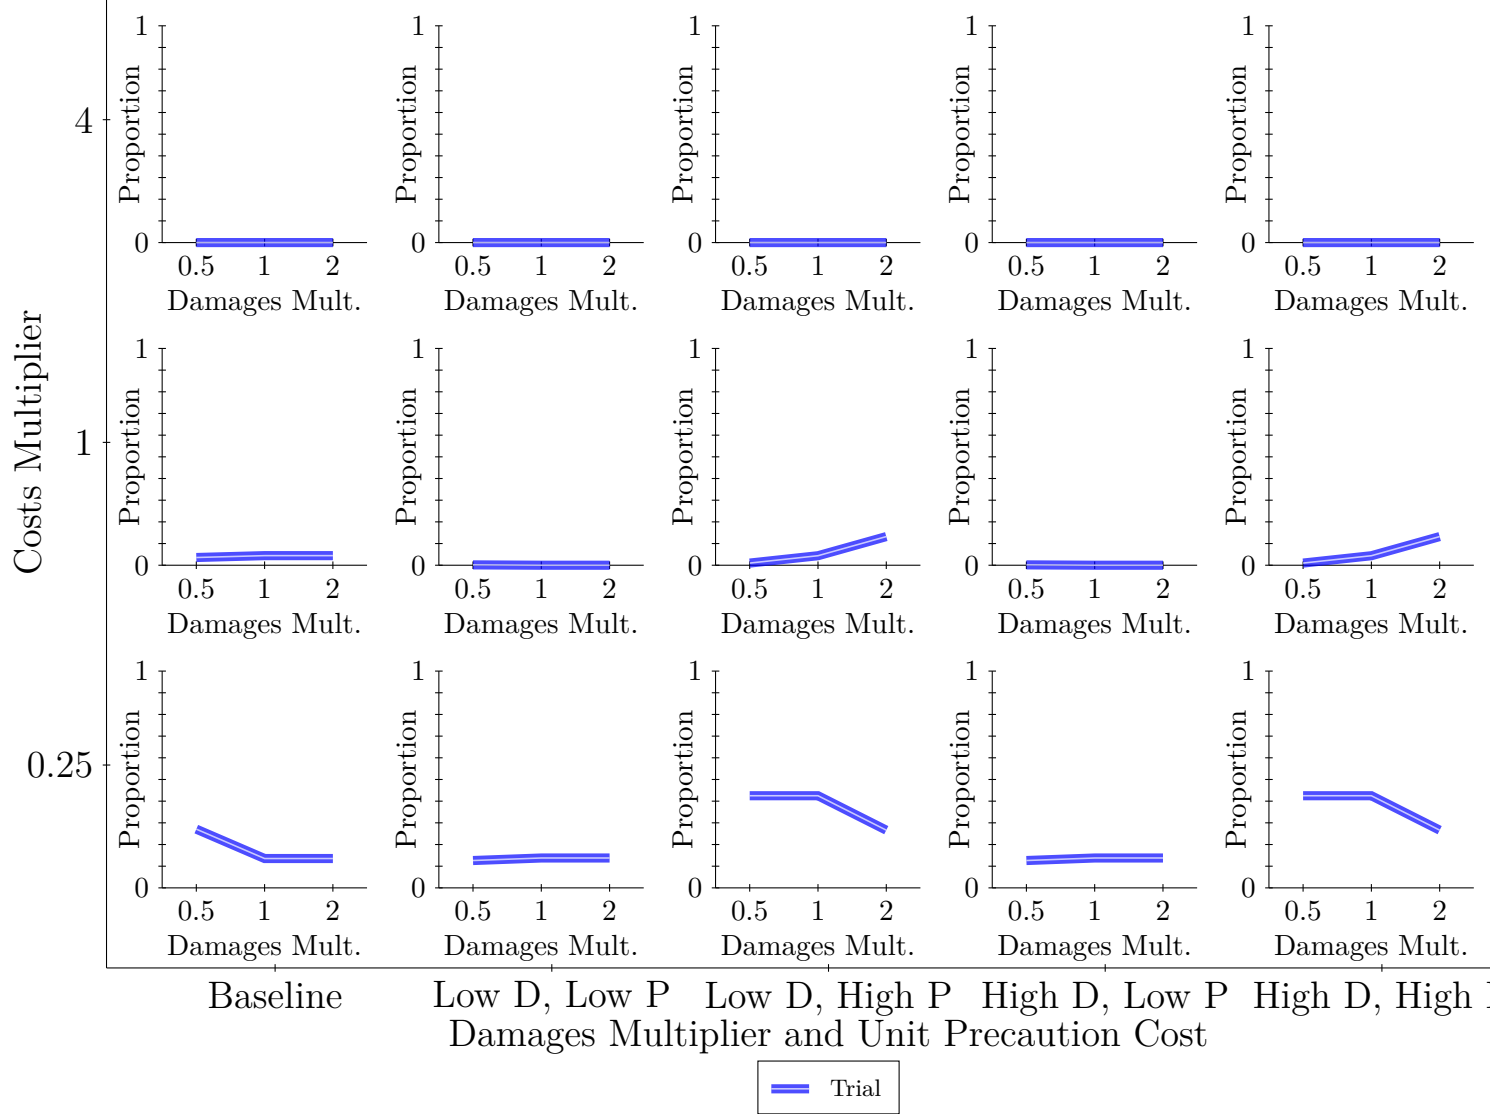 Costs Multiplier
4
1 1 1 1 1
Proportion Proportion Proportion Proportion Proportion
0 0 0 0 0
0.5 1 2 0.5 1 2 0.5 1 2 0.5 1 2 0.5 1 2
Damages Mult. Damages Mult. Damages Mult. Damages Mult. Damages Mult.
1
1 1 1 1 1
Proportion Proportion Proportion Proportion Proportion
0 0 0 0 0
0.5 1 2 0.5 1 2 0.5 1 2 0.5 1 2 0.5 1 2
Damages Mult. Damages Mult. Damages Mult. Damages Mult. Damages Mult.
0.25
1 1 1 1 1
Proportion Proportion Proportion Proportion Proportion
0 0 0 0 0
0.5 1 2 0.5 1 2 0.5 1 2 0.5 1 2 0.5 1 2
Damages Mult. Damages Mult. Damages Mult. Damages Mult. Damages Mult.
Baseline Low D, Low P Low D, High P High D, Low P High D, High
Damages Multiplier and Unit Precaution Cost
Trial